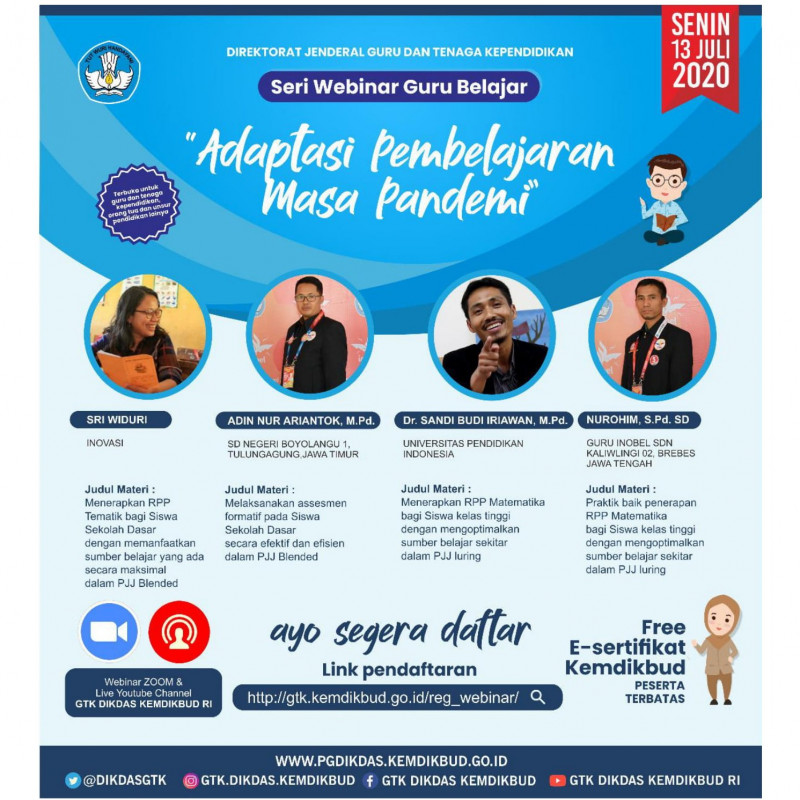 TUT WURI HANDAYANI
DIREKTORAT JENDERAL GURU DAN TENAGA KEPENDIDIKAN
Seri Webinar Guru Belajar
SENIN
13 JULI
2020
"Adaptasi Pembelajaran
Masa Pandemi"
Terbuka untuk
guru dan tenaga
kependidikan,
orang tua dan unsur
pendidikan lainya
SRI WIDURI
INOVASI
Judul Materi :
Menerapkan RPP
Tematik bagi Siswa
Sekolah Dasar
dengan memanfaatkan
sumber belajar yang ada
secara maksimal
dalam PJJ Blended
ADIN NUR ARIANTOK, M.Pd.
SD NEGERI BOYOLANGU 1,
TULUNGAGUNG,JAWA TIMUR
Judul Materi :
Melaksanakan assesmen
formatif pada Siswa
Sekolah Dasar
secara efektif dan efisien
dalam PJJ Blended
Dr. SANDI BUDI IRIAWAN, M.Pd.
UNIVERSITAS PENDIDIKAN
INDONESIA
Judul Materi :
Menerapkan RPP Matematika
bagi Siswa kelas tinggi
dengan mengoptimalkan
sumber belajar sekitar
dalam PJJ luring
NUROHIM, S.Pd. SD
GURU INOBEL SDN
KALIWLINGI 02, BREBES
JAWA TENGAH
Judul Materi :
Praktik baik penerapan
RPP Matematika
bagi Siswa kelas tinggi
dengan mengoptimalkan
sumber belajar sekitar
dalam PJJ luring
Webinar ZOOM &
Live Youtube Channel
GTK DIKDAS KEMDIKBUD RI
ayo segera daftar
Link pendaftaran
http://gtk.kemdikbud.go.id/reg_webinar/
Free
E-sertifikat
Kemdikbud
PESERTA
TERBATAS
WWW.PGDIKDAS.KEMDIKBUD.GO.ID
@DIKDASGTK GTK.DIKDAS.KEMDIKBUD GTK DIKDAS KEMDIKBUD GTK DIKDAS KEMDIKBUD RI